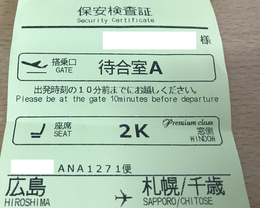 保安検査証
Security Certificate
様
搭乗口
GATE
待合室A
出発時刻の10分前までにお越しください。
Please be at the gate 10minutes before departure
座席
SEAT
2K
Premium class
窓側
WINDOW
ANA1271便
広島
HIROSHIMA
札幌/千歳
SAPPORO/CHITOSE